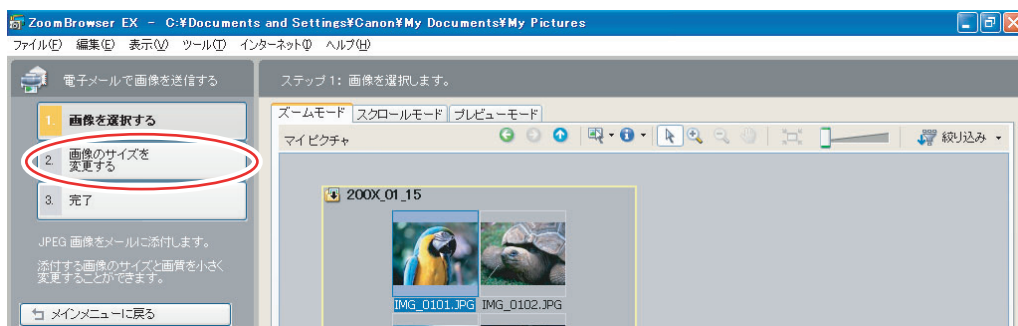 ZoomBrowser EX - C:¥Documents and Settings¥Canon¥My Documents¥My Pictures
ファイル(F) 編集(E) 表示(V) ツール(T) インターネット(I) ヘルプ(H)
電子メールで画像を送信する
ステップ1: 画像を選択します。
1. 画像を選択する
2. 画像のサイズを
変更する
3. 完了
JPEG 画像をメールに添付します。
添付する画像のサイズと画質を小さく
変更することができます。
メインメニューに戻る
ズームモード スクロールモード プレビューモード
マイ ピクチャ
絞り込み
200X_01_15
IMG_0101.JPG IMG_0102.JPG